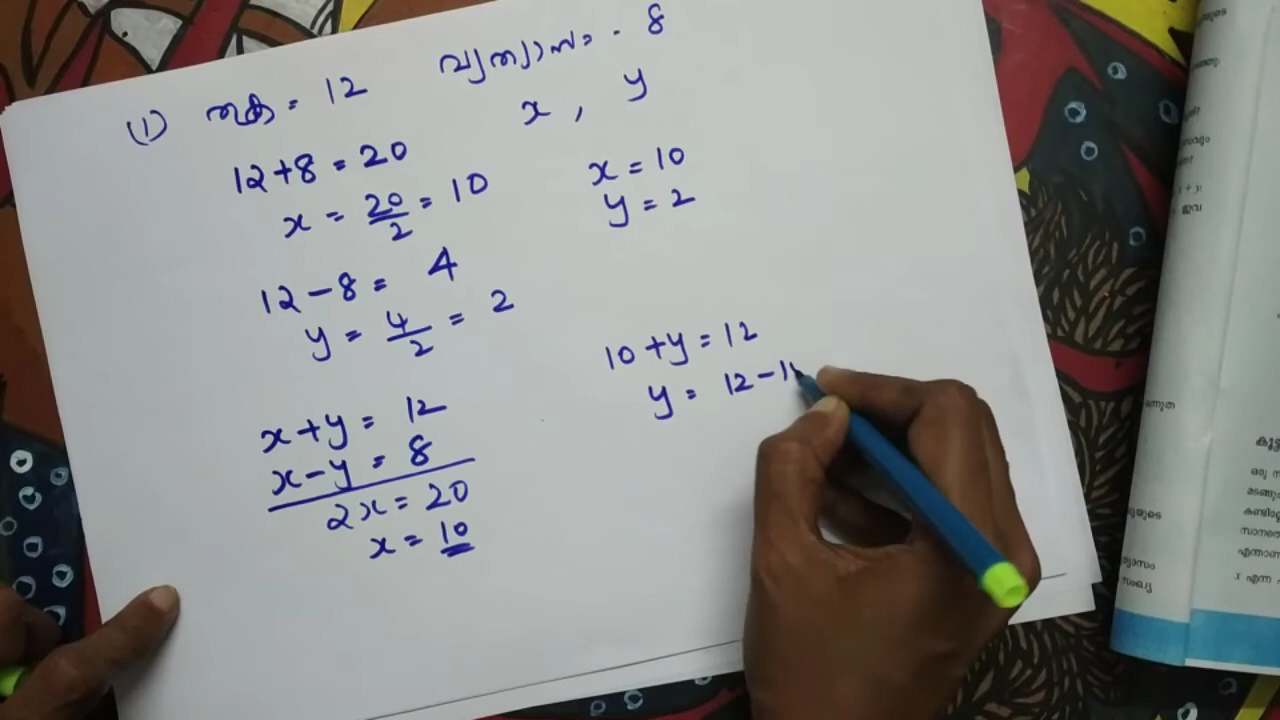 (1) തുക = 12 വ്യത്യാസം = 8
x , y
12+8 = 20
x = 20/2 = 10
12-8 = 4
y = 4/2 = 2
x+y = 12
x-y = 8
2x = 20
x = 10
x = 10
y = 2
10+y = 12
y = 12-1
x എന്ന